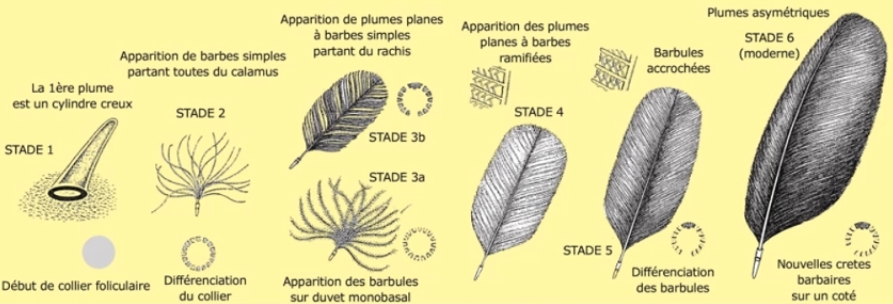 La 1ère plume
est un cylindre creux
STADE 1
Début de collier foliculaire
Apparition de barbes simples
partant toutes du calamus
STADE 2
Différenciation
du collier
Apparition de plumes planes
à barbes simples
partant du rachis
STADE 3b
STADE 3a
Apparition des barbules
sur duvet monobasal
Apparition des plumes
planes à barbes
ramifiées
STADE 4
Barbules
accrochées
STADE 5
Différenciation
des barbules
Plumes asymétriques
STADE 6
(moderne)
Nouvelles cretes
barbaires
sur un coté